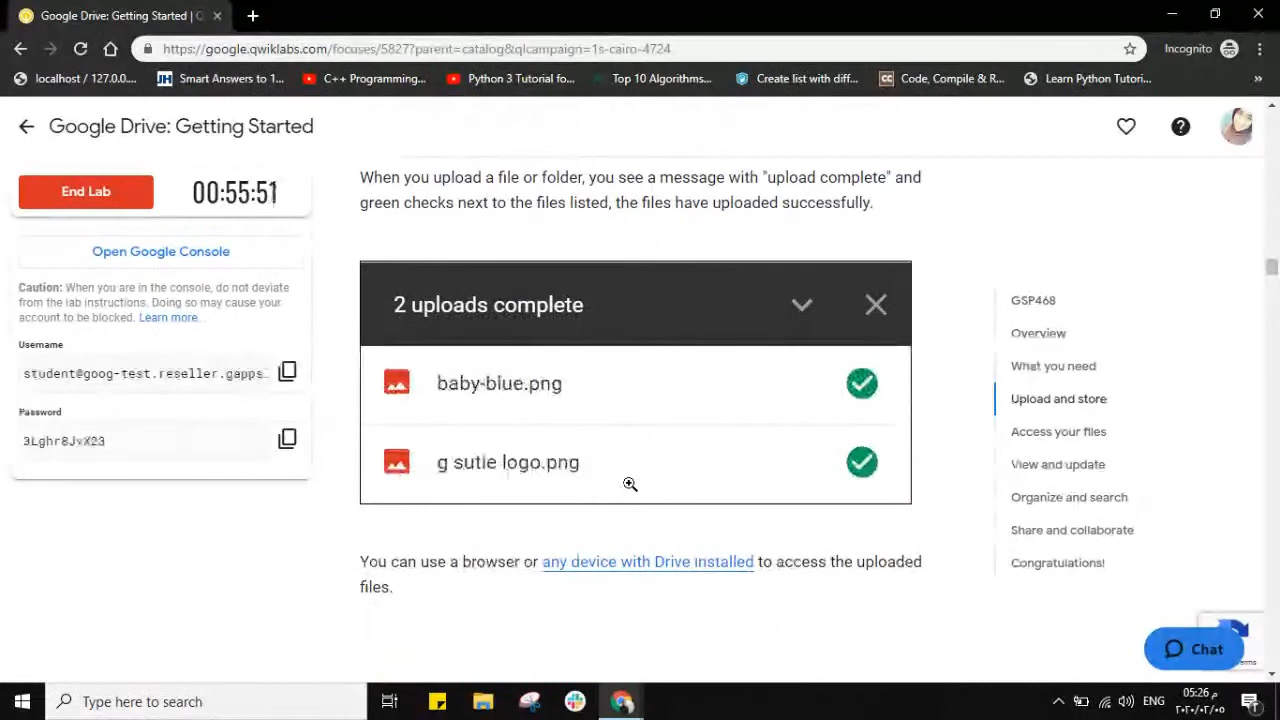 Google Drive: Getting Started | G
https://google.qwiklabs.com/focuses/5827?parent=catalog&qlcampaign=1s-cairo-4724
Incognito
localhost / 127.0.0....
JH Smart Answers to 1...
C++ Programming...
Python 3 Tutorial fo...
Top 10 Algorithms...
Create list with diff...
CC Code, Compile & R...
Learn Python Tutori...
»
Google Drive: Getting Started
End Lab
00:55:51
Open Google Console
Caution: When you are in the console, do not deviate
from the lab instructions. Doing so may cause your
account to be blocked. Learn more.
Username
student@goog-test.reseller.gapps…
Password
3Lghr8JvX23
When you upload a file or folder, you see a message with "upload complete" and
green checks next to the files listed, the files have uploaded successfully.
2 uploads complete
baby-blue.png
g sutie logo.png
You can use a browser or any device with Drive installed to access the uploaded
files.
GSP468
Overview
What you need
Upload and store
Access your files
View and update
Organize and search
Share and collaborate
Congratulations!
Chat
Type here to search
ENG
05:26 م